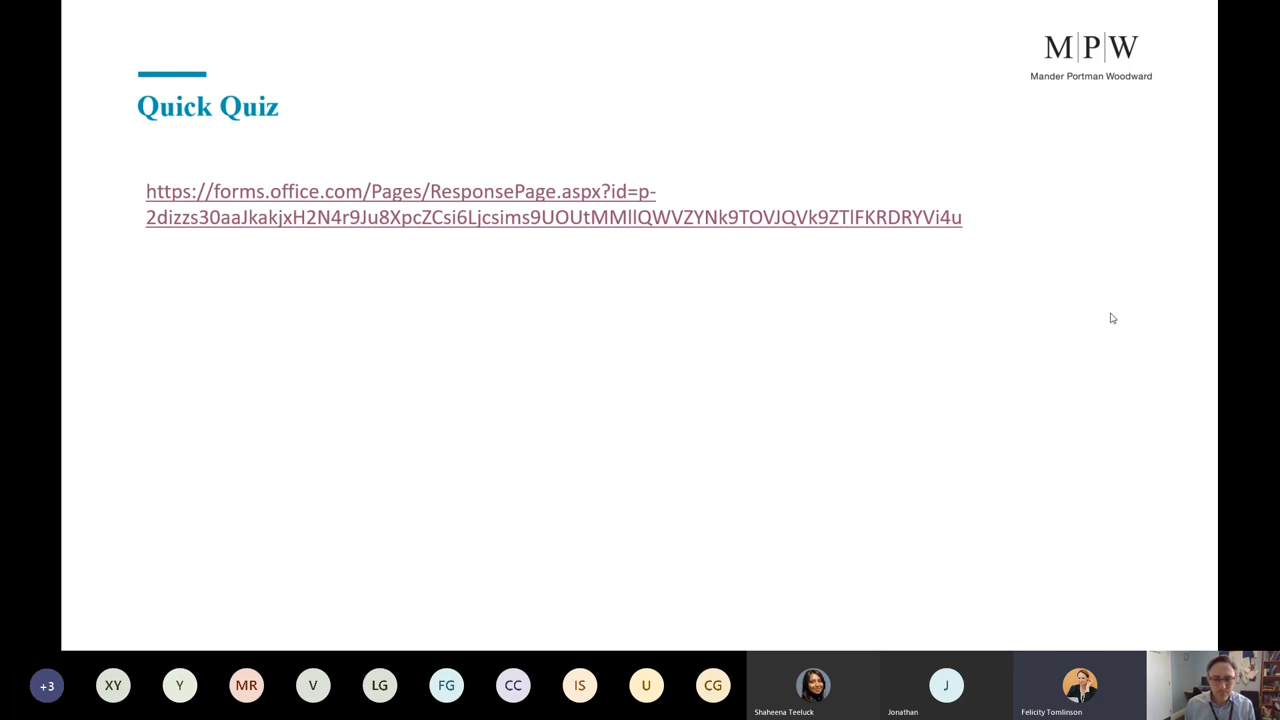 M|P|W
Mander Portman Woodward
Quick Quiz
https://forms.office.com/Pages/ResponsePage.aspx?id=p-
2dizzs30aaJkakjxH2N4r9Ju8XpcZCsi6Ljcsims9UOUtMMllQWVZYNk9TOVJQVk9ZTlFKRDRYVi4u
+3
XY
Y
MR
V
LG
FG
CC
IS
U
CG
J
Shaheena Teeluck
Jonathan
Felicity Tomlinson